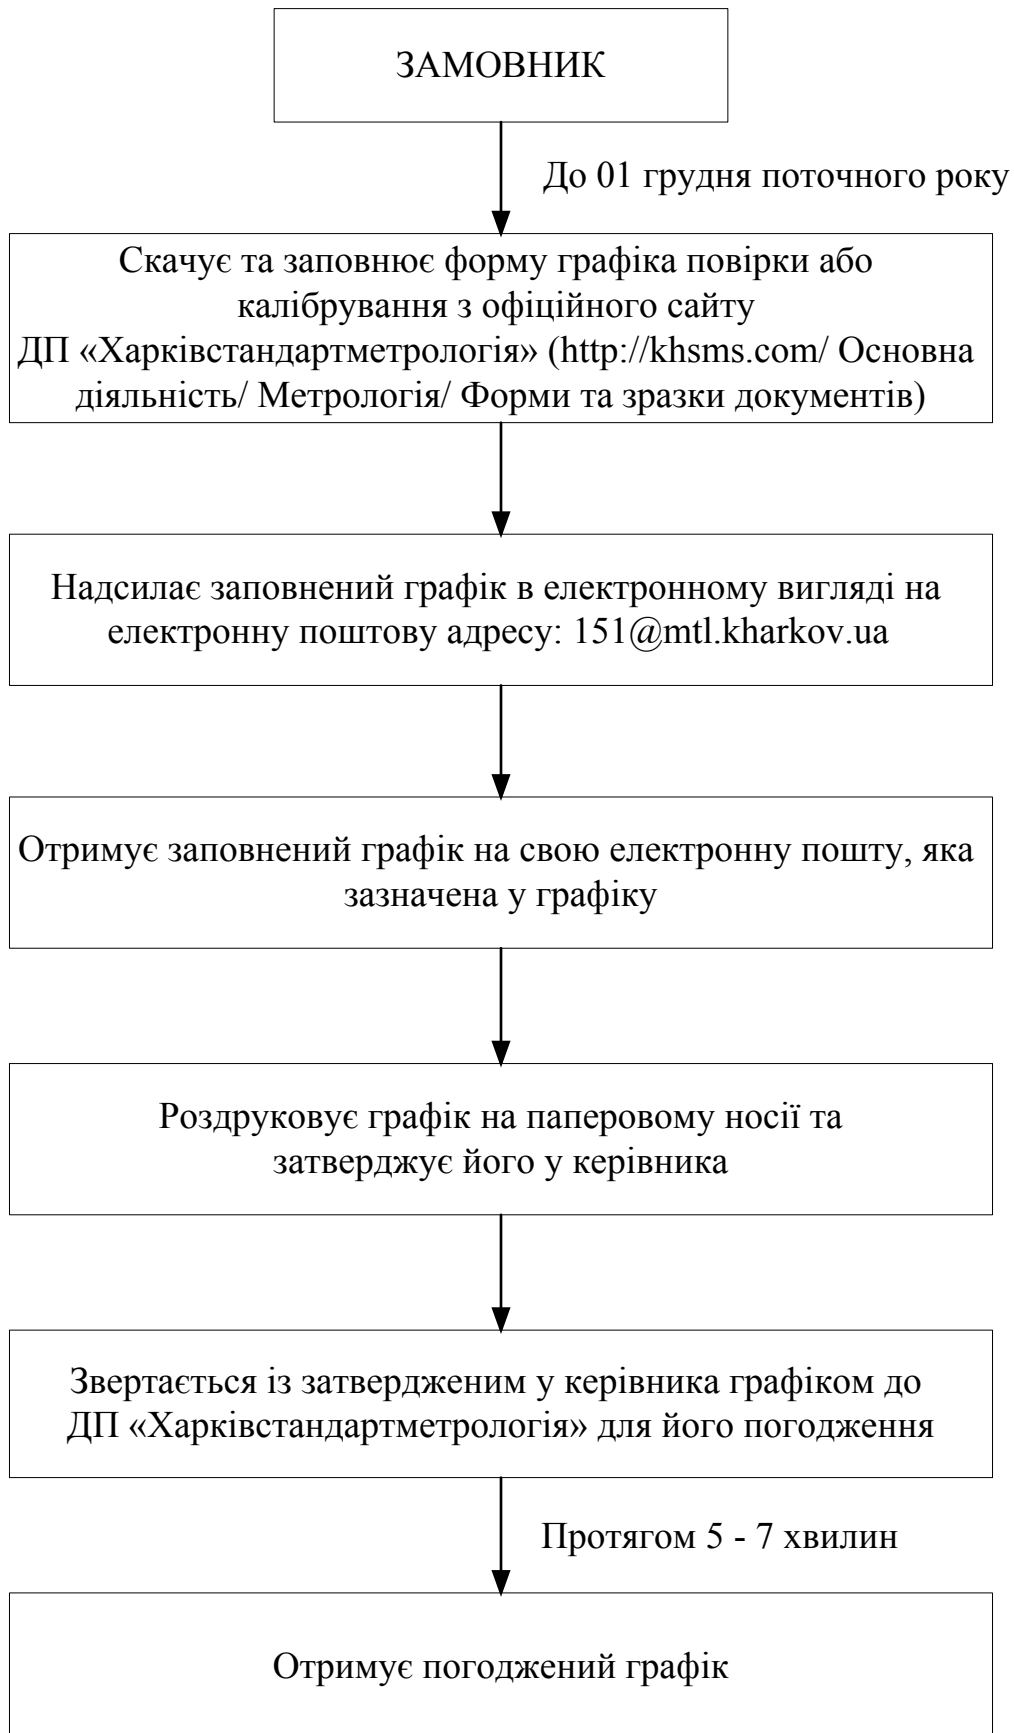 ЗАМОВНИК
До 01 грудня поточного року
Скачує та заповнює форму графіка повірки або
калібрування з офіційного сайту
ДП «Харківстандартметрологія» (http://khsms.com/ Основна
діяльність/ Метрологія/ Форми та зразки документів)
Надсилає заповнений графік в електронному вигляді на
електронну поштову адресу: 151@mtl.kharkov.ua
Отримує заповнений графік на свою електронну пошту, яка
зазначена у графіку
Роздруковує графік на паперовому носії та
затверджує його у керівника
Звертається із затвердженим у керівника графіком до
ДП «Харківстандартметрологія» для його погодження
Протягом 5 - 7 хвилин
Отримує погоджений графік